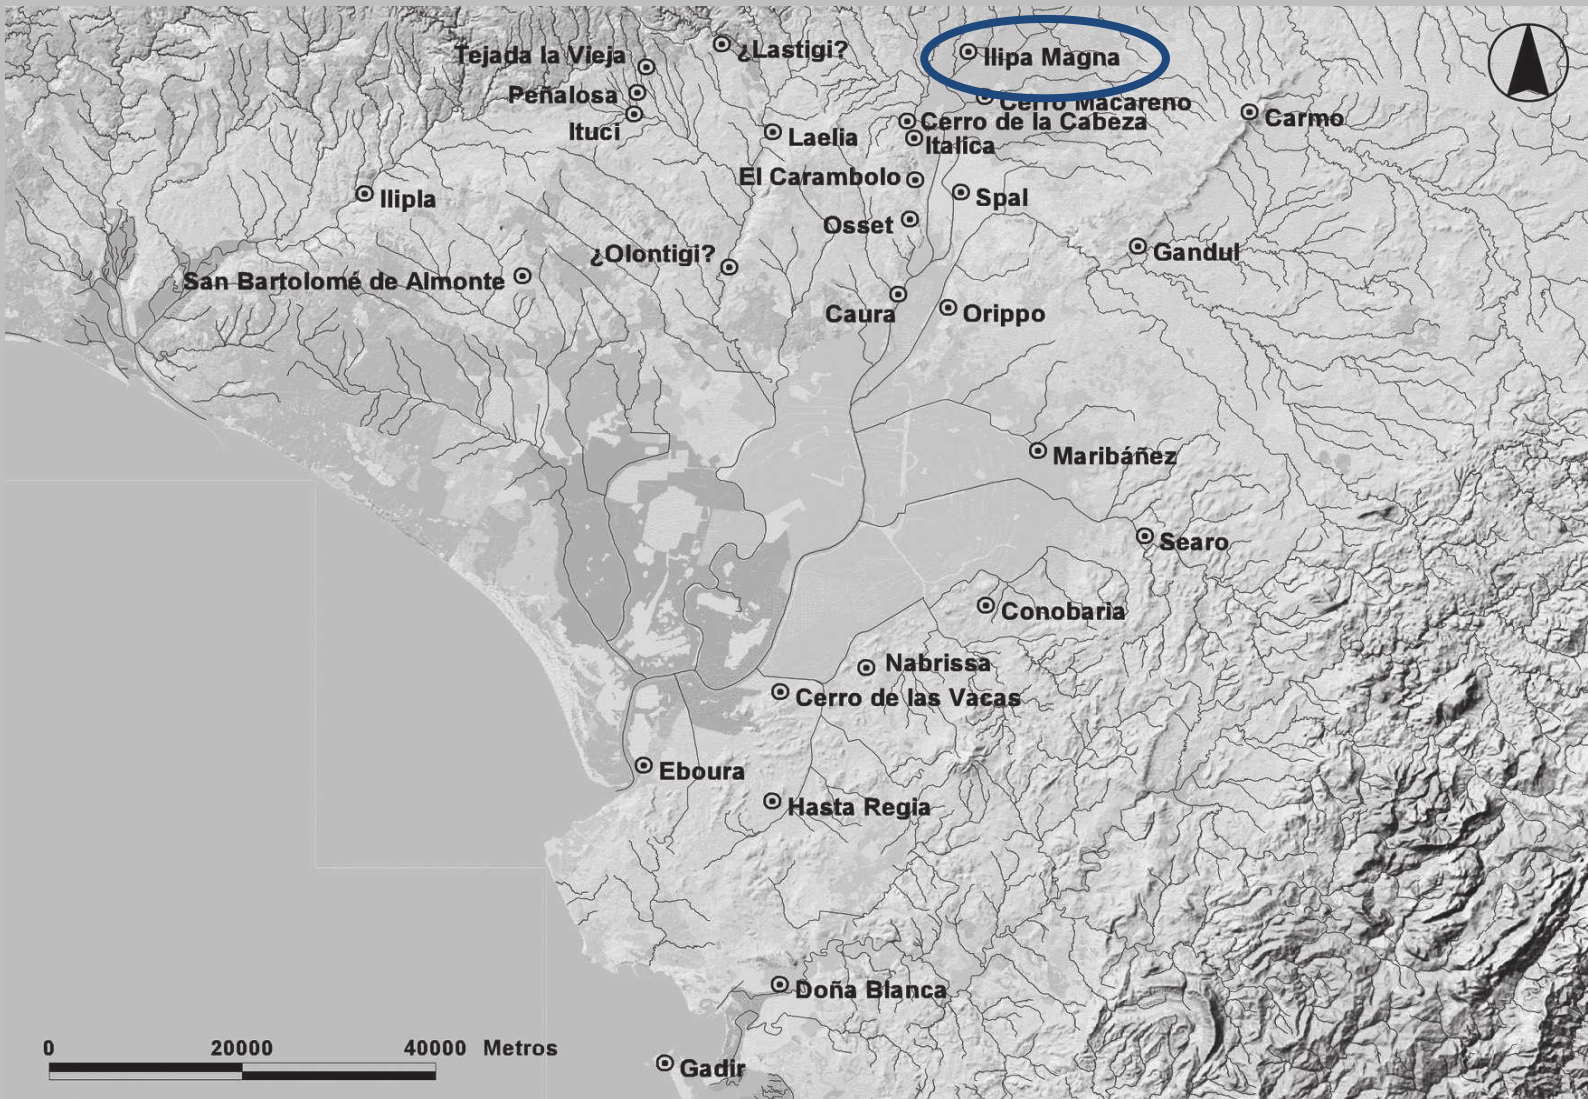 ¿Lastigi?
Ilipa Magna
Tejada la Vieja
Peñalosa
Cerro Macareno
Carmo
Cerro de la Cabeza
Ituci
Laelia
Italica
El Carambolo
Ilipla
Spal
Osset
Gandul
¿Olontigi?
San Bartolomé de Almonte
Caura
Orippo
Maribáñez
Searo
Conobaria
Nabrissa
Cerro de las Vacas
Eboura
Hasta Regia
Doña Blanca
0 20000 40000 Metros
Gadir